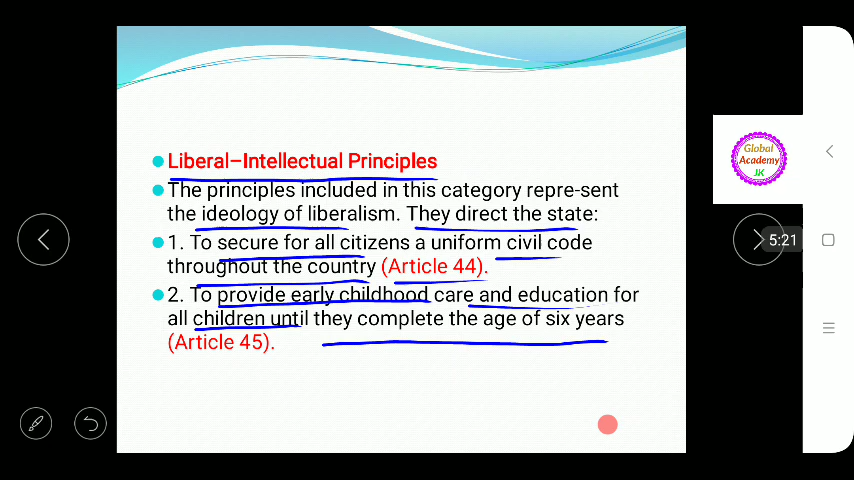 Liberal–Intellectual Principles
The principles included in this category repre-sent
the ideology of liberalism. They direct the state:
1. To secure for all citizens a uniform civil code
throughout the country (Article 44).
2. To provide early childhood care and education for
all children until they complete the age of six years
(Article 45).
Global
Academy
JK
5:21